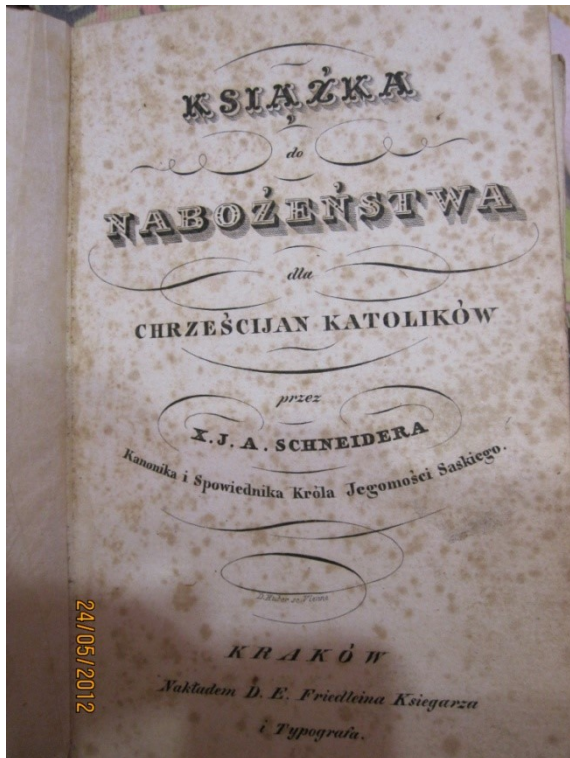 KSIĄŻKA
do
NABOŻEŃSTWA
dla
CHRZEŚCIJAN KATOLIKÓW
przez
X. J. A. SCHNEIDERA
Kanonika i Spowiednika Króla Jegomości Saskiego.
KRAKÓW
Nakładem D. E. Friedleina Księgarza
i Typografa.
24/05/2012